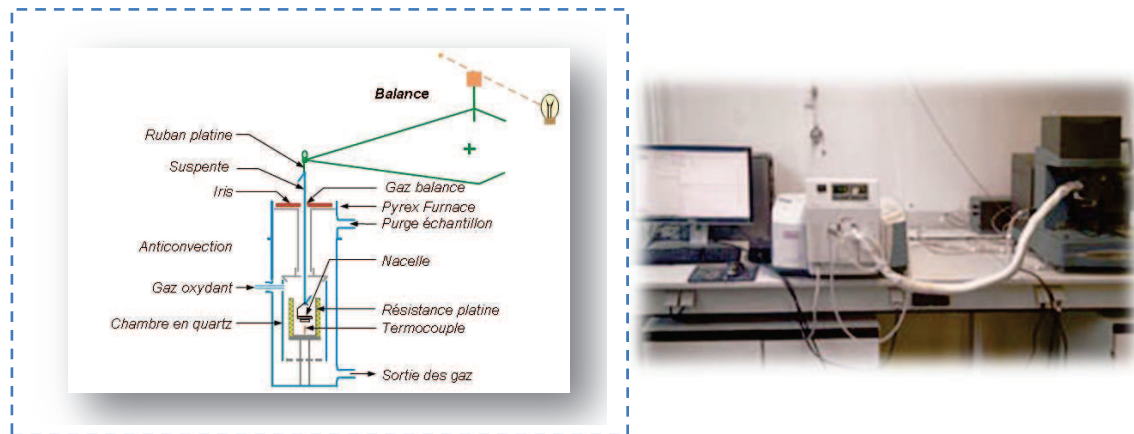 Balance
Ruban platine
Suspente
Iris
Gaz balance
Pyrex Furnace
Purge échantillon
Anticonvection
Nacelle
Gaz oxydant
Résistance platine
Chambre en quartz
Termocouple
Sortie des gaz